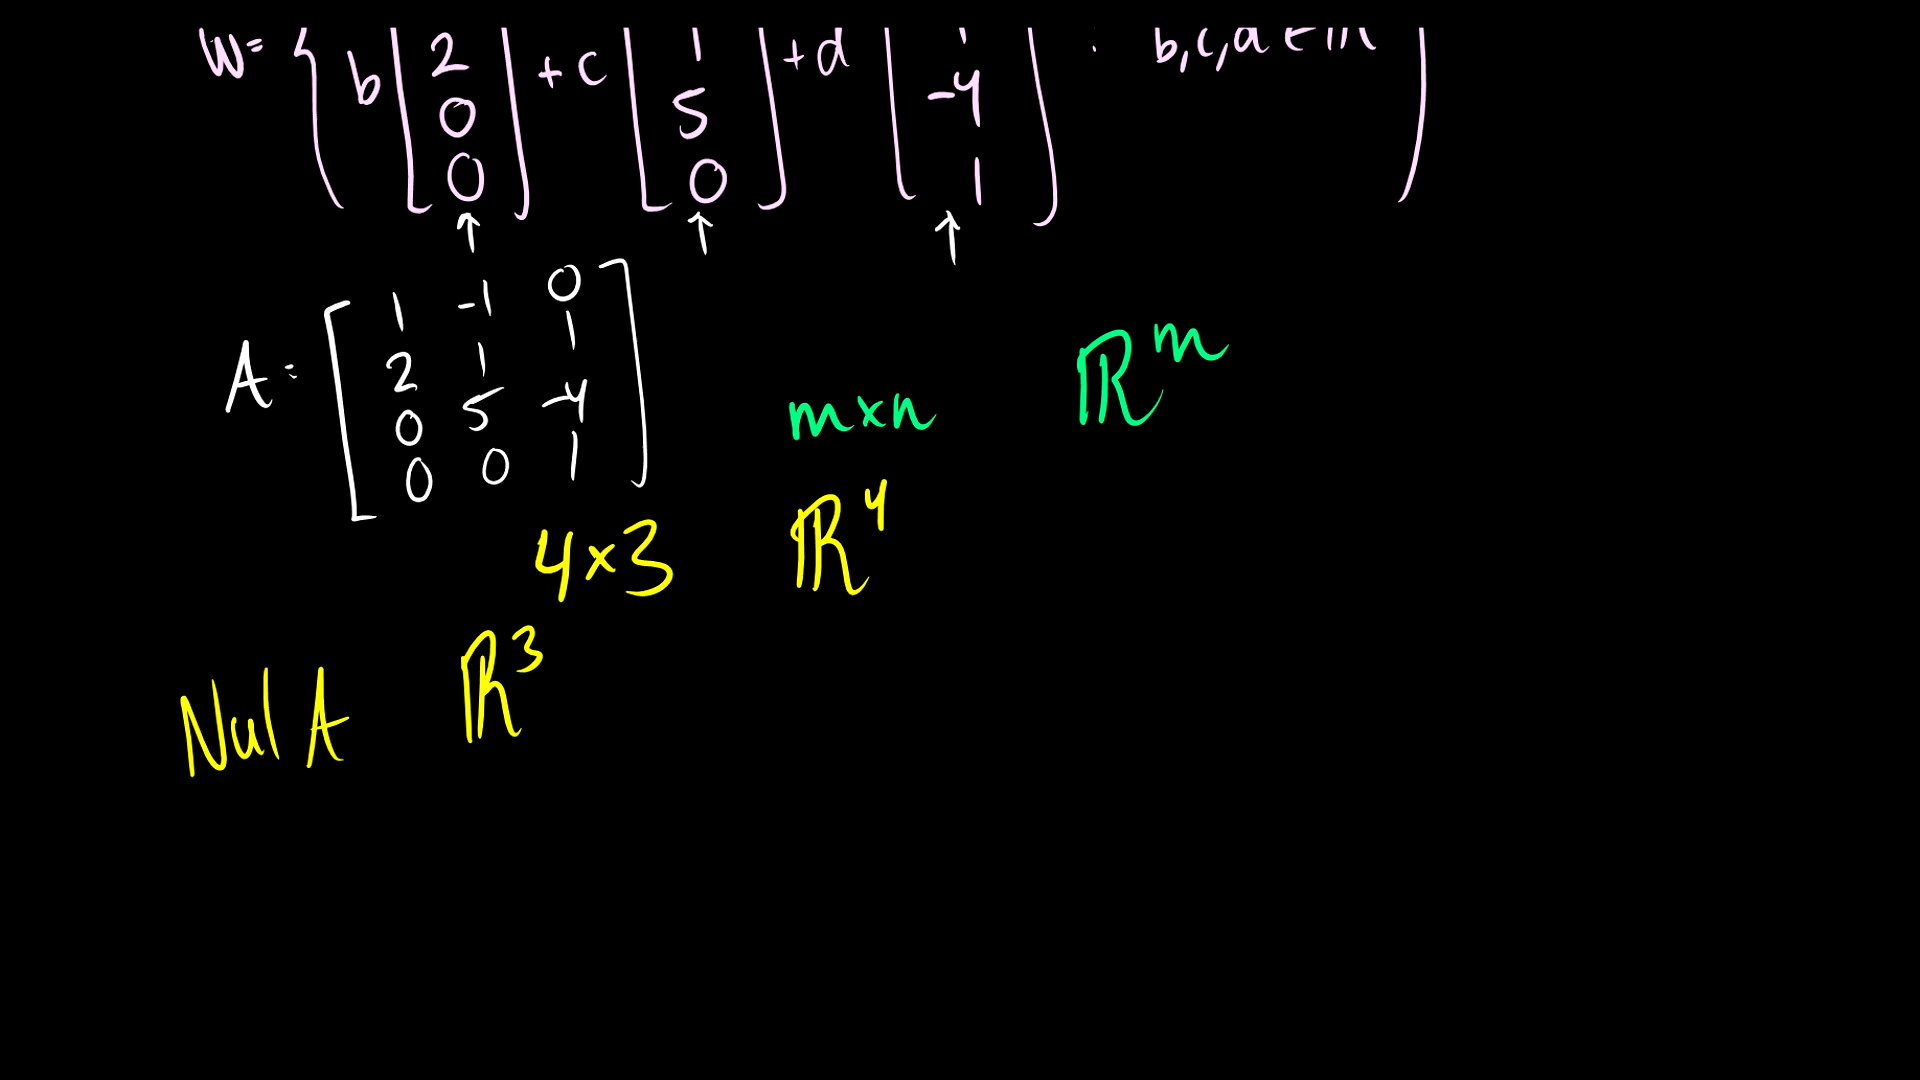 W = { b [ 2 0 0 ] + c [ 1 5 0 ] + d [ 1 -4 1 ] : b, c, d ∈ ℝ }
↑ ↑ ↑
A = [ 1 -1 0
2 1 1
0 5 -4
0 0 1 ]
m×n ℝ^m
4×3 ℝ^4
Nul A ℝ^3